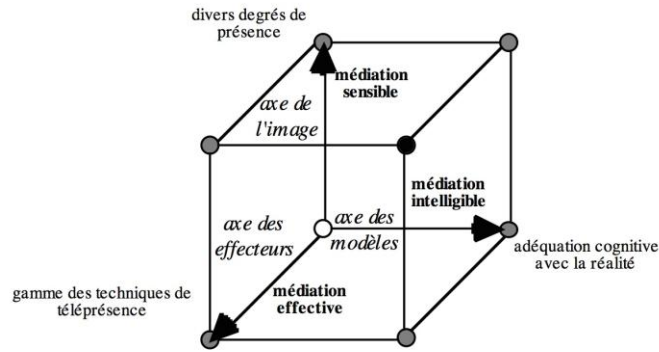 divers degrés de
présence
médiation
sensible
axe de
l'image
médiation
intelligible
axe des
effecteurs
axe des
modèles
adéquation cognitive
avec la réalité
gamme des techniques de
téléprésence
médiation
effective